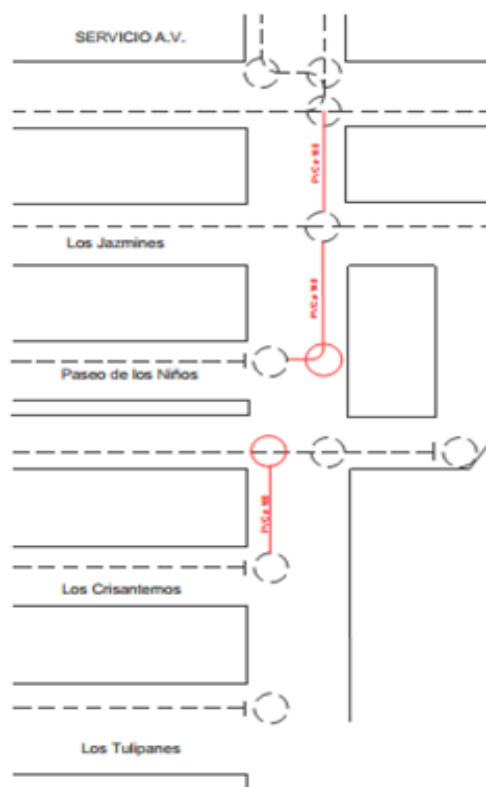 SERVICIO A.V.
Los Jazmines
Paseo de los Niños
Los Crisantemos
Los Tulipanes